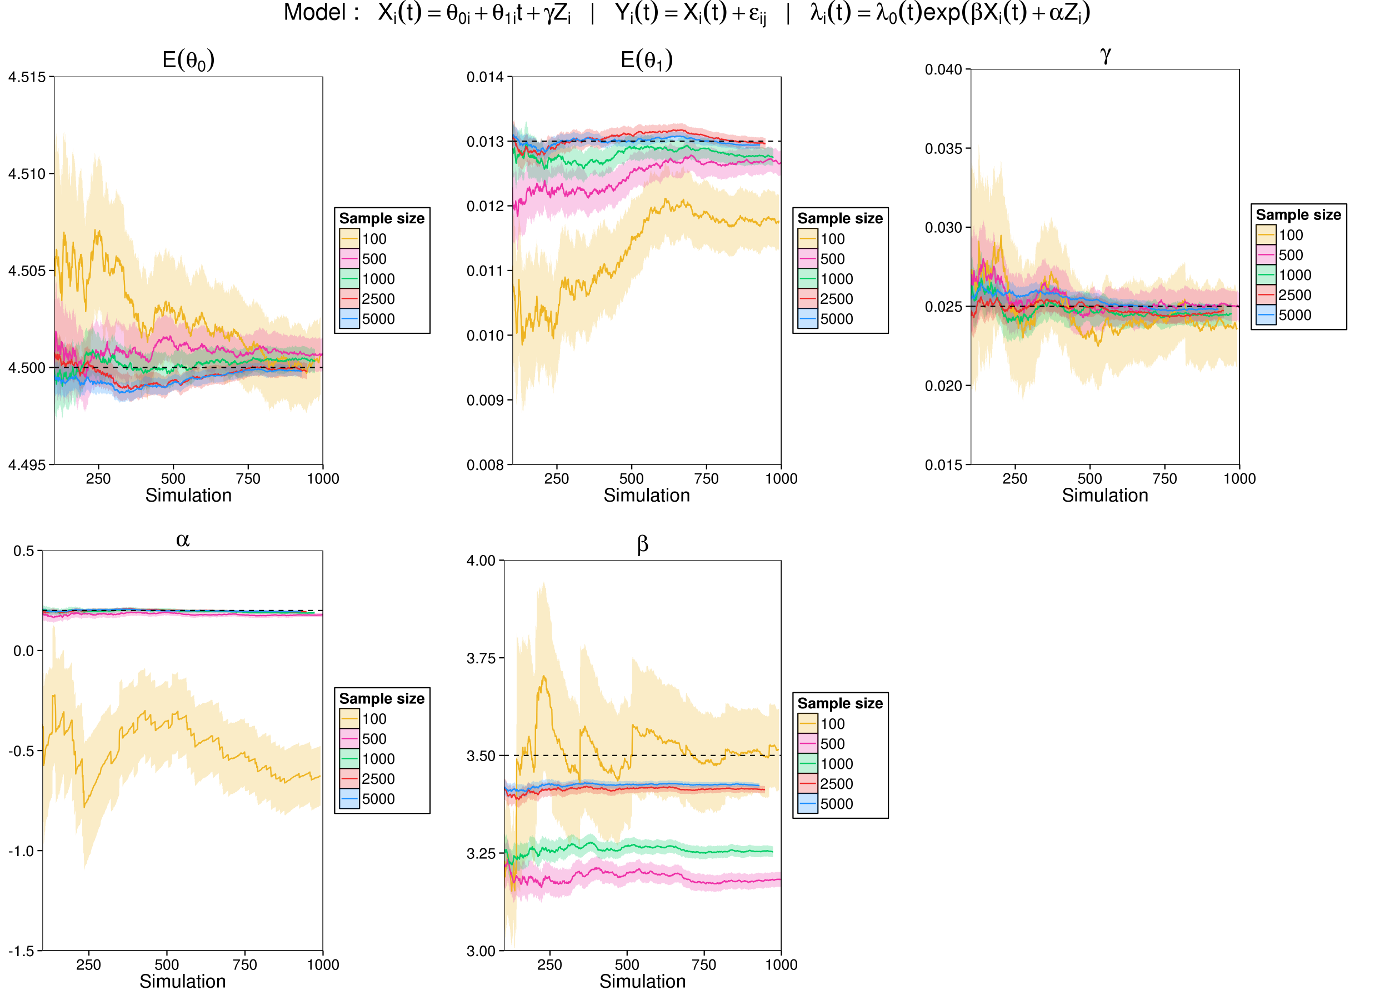 Model : Xᵢ(t) = θ₀ᵢ + θ₁ᵢt + γZᵢ | Yᵢ(t) = Xᵢ(t) + εᵢⱼ | λᵢ(t) = λ₀(t)exp(βXᵢ(t) + αZᵢ)
E(θ₀)
4.515
4.510
4.505
4.500
4.495
250 500 750 1000
Simulation
Sample size
100
500
1000
2500
5000
E(θ₁)
0.014
0.013
0.012
0.011
0.010
0.009
0.008
250 500 750 1000
Simulation
Sample size
100
500
1000
2500
5000
γ
0.040
0.035
0.030
0.025
0.020
0.015
250 500 750 1000
Simulation
Sample size
100
500
1000
2500
5000
α
0.5
0.0
-0.5
-1.0
-1.5
250 500 750 1000
Simulation
Sample size
100
500
1000
2500
5000
β
4.00
3.75
3.50
3.25
3.00
250 500 750 1000
Simulation
Sample size
100
500
1000
2500
5000